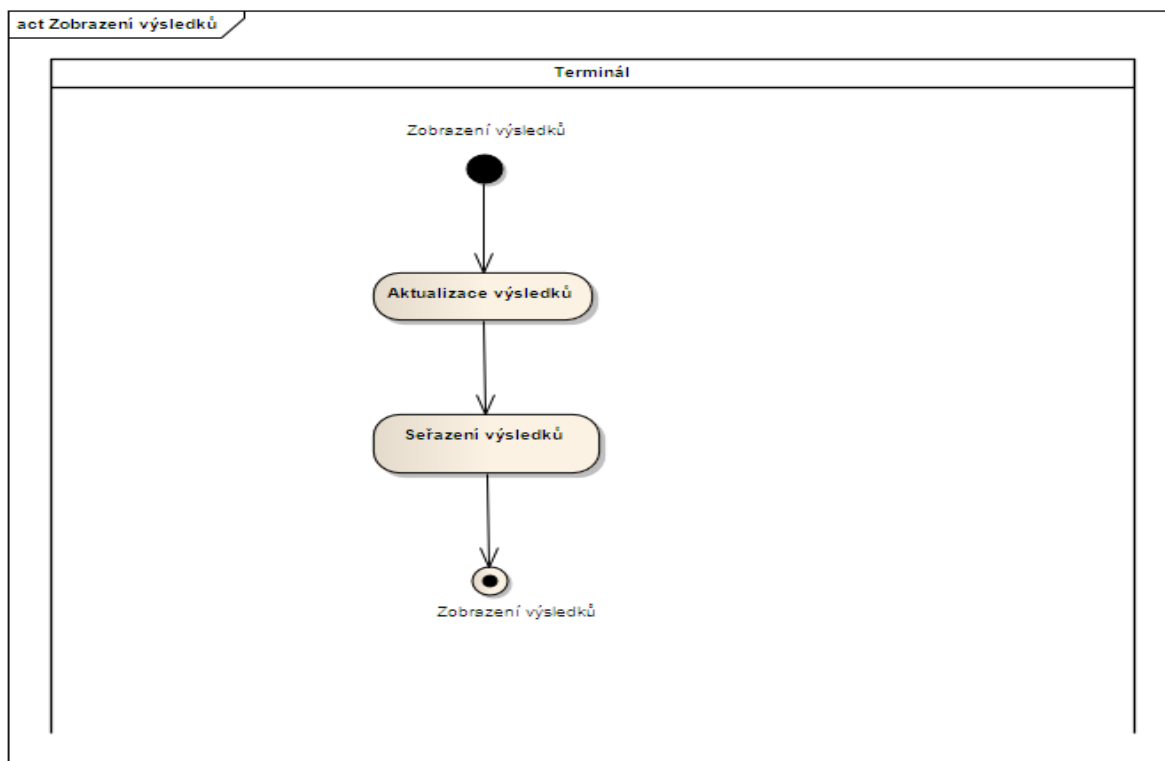 act Zobrazení výsledků
Terminál
Zobrazení výsledků
Aktualizace výsledků
Seřazení výsledků
Zobrazení výsledků